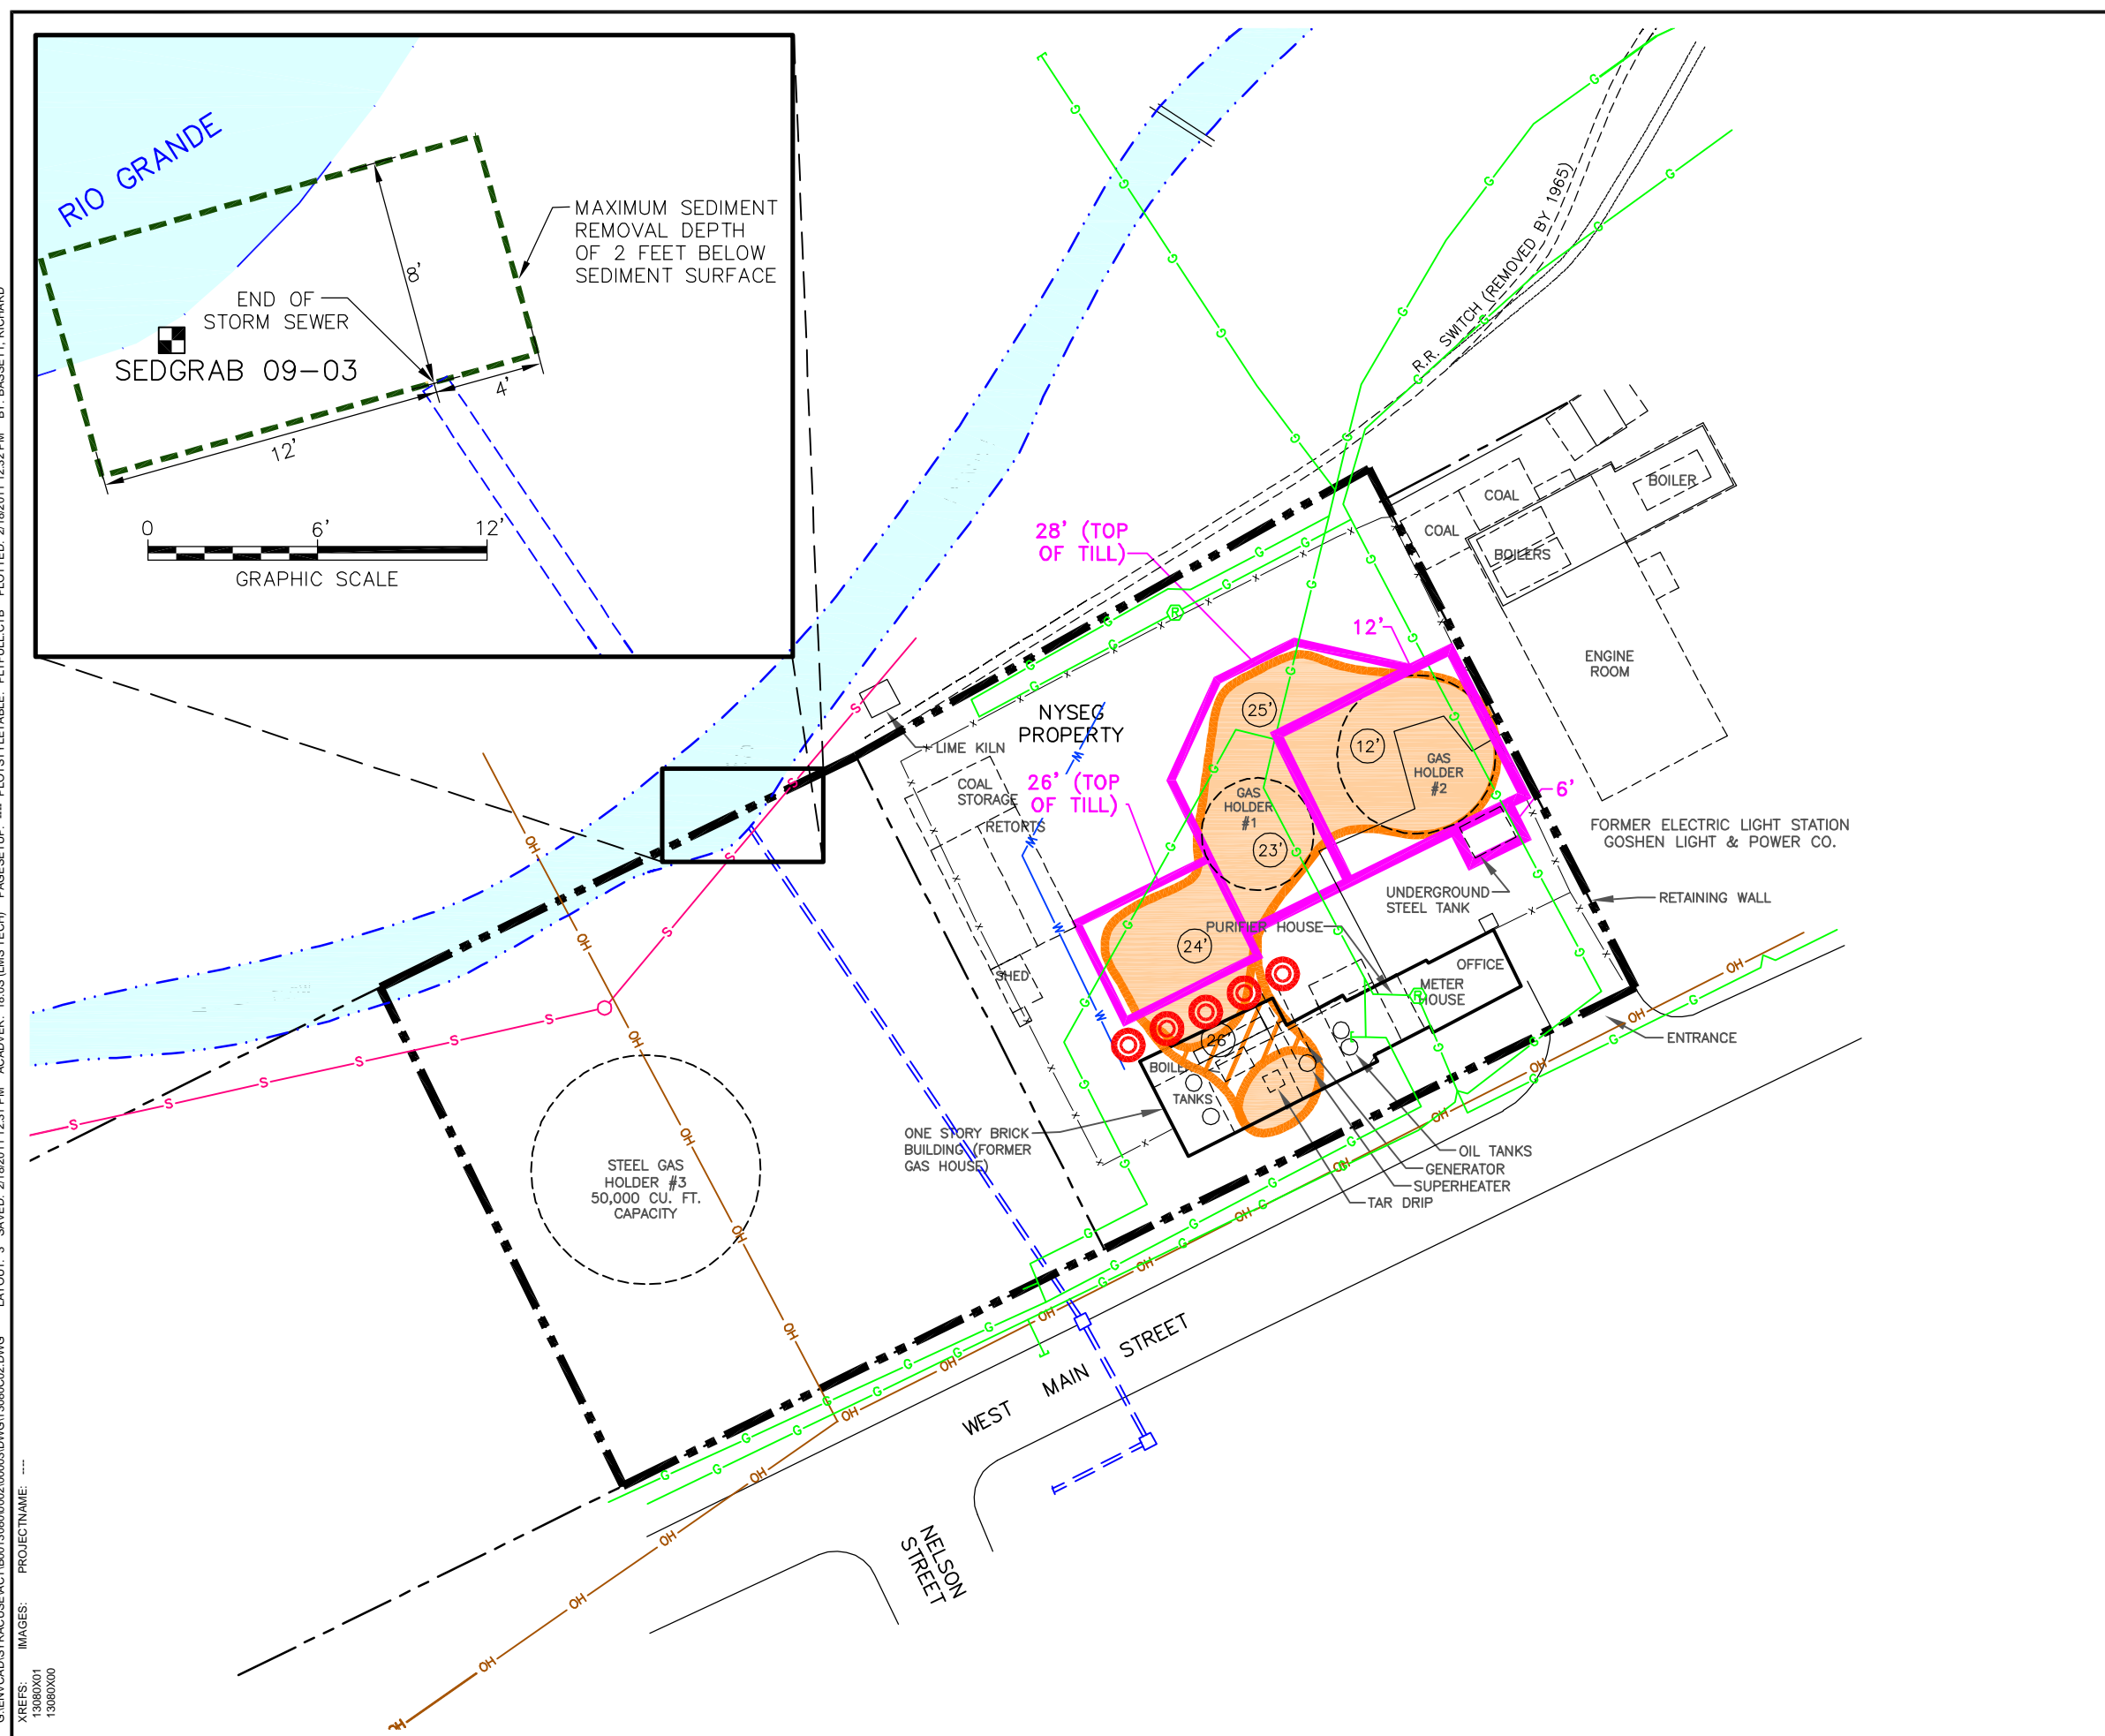 RIO GRANDE
MAXIMUM SEDIMENT
REMOVAL DEPTH
OF 2 FEET BELOW
SEDIMENT SURFACE
8'
END OF
STORM SEWER
SEDGRAB 09-03
4'
12'
0 6' 12'
GRAPHIC SCALE
R.R. SWITCH (REMOVED BY 1965)
28' (TOP
OF TILL)
COAL
COAL
BOILER
BOILERS
ENGINE
ROOM
12'
NYSEG
PROPERTY
LIME KILN
26' (TOP
OF TILL)
COAL
STORAGE
RETORTS
SHED
25'
12'
GAS
HOLDER
#2
GAS
HOLDER
#1
23'
6'
FORMER ELECTRIC LIGHT STATION
GOSHEN LIGHT & POWER CO.
UNDERGROUND
STEEL TANK
RETAINING WALL
PURIFIER HOUSE
24'
OFFICE
METER
HOUSE
ENTRANCE
26'
TANKS
ONE STORY BRICK
BUILDING (FORMER
GAS HOUSE)
OIL TANKS
GENERATOR
SUPERHEATER
TAR DRIP
STEEL GAS
HOLDER #3
50,000 CU. FT.
CAPACITY
WEST MAIN STREET
NELSON
STREET
XREFS: IMAGES: PROJECTNAME: ----
13080X01
13080X00